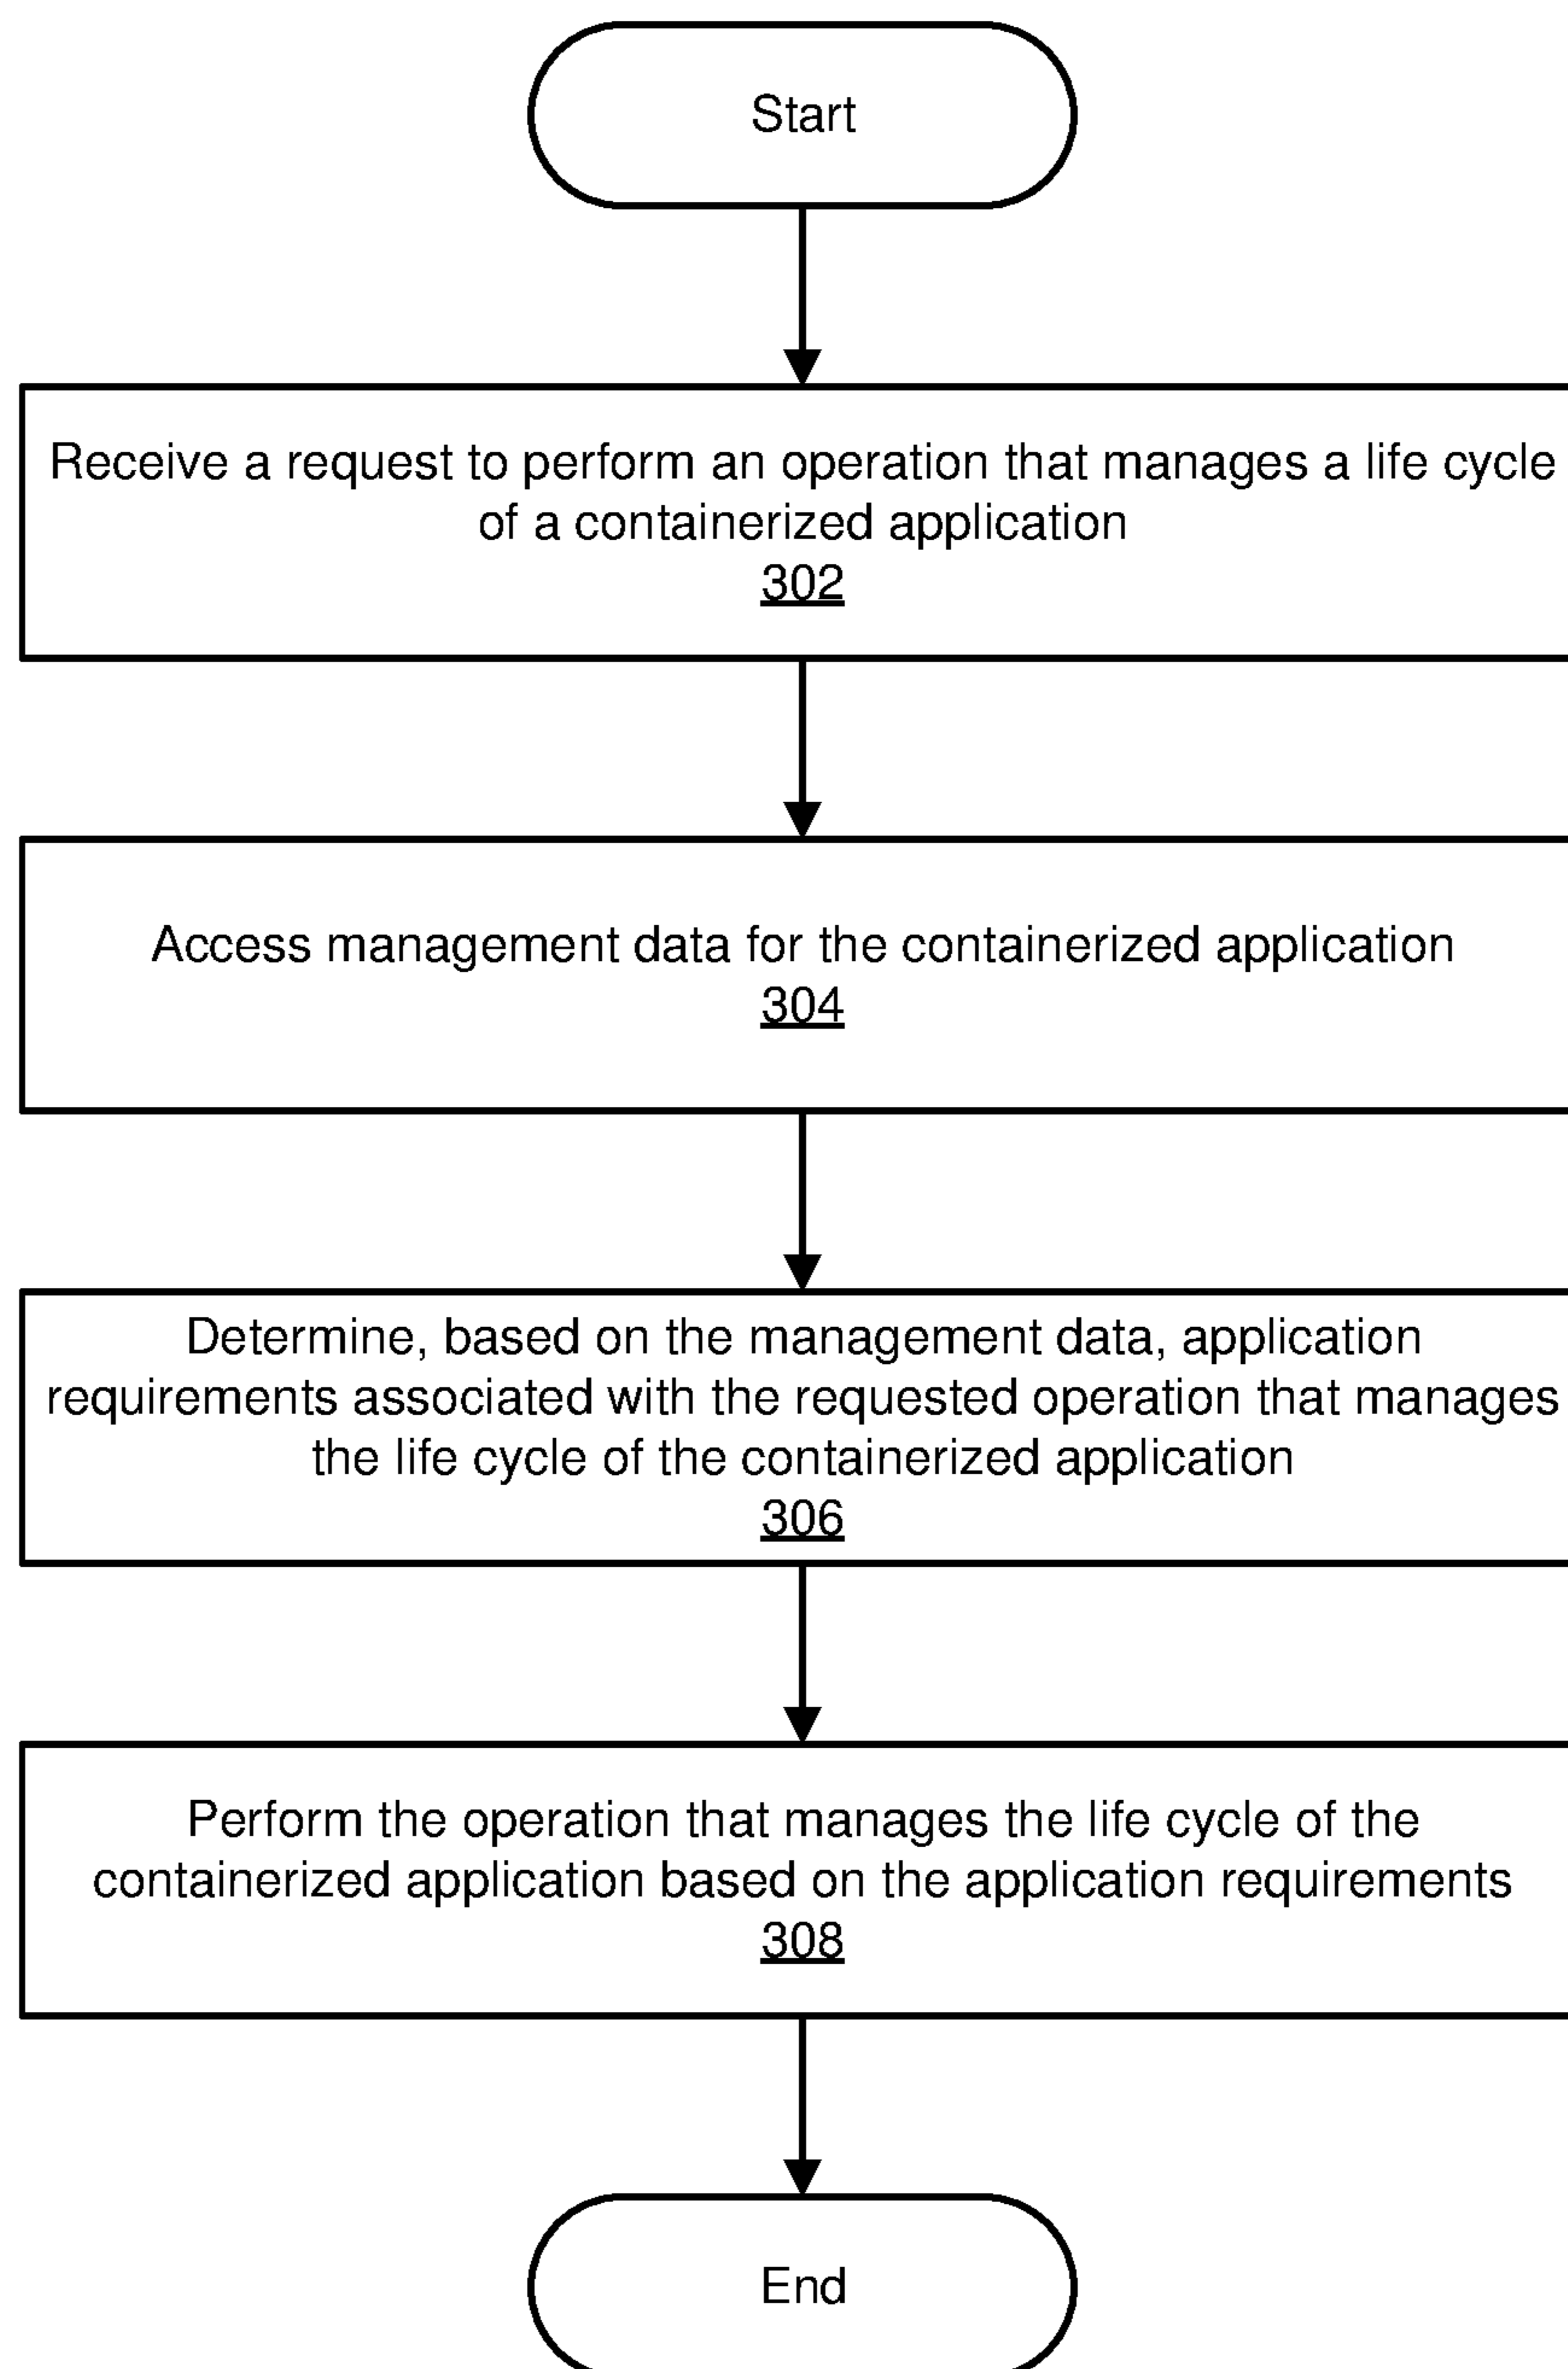 Start
Receive a request to perform an operation that manages a life cycle
of a containerized application
302
Access management data for the containerized application
304
Determine, based on the management data, application
requirements associated with the requested operation that manages
the life cycle of the containerized application
306
Perform the operation that manages the life cycle of the
containerized application based on the application requirements
308
End